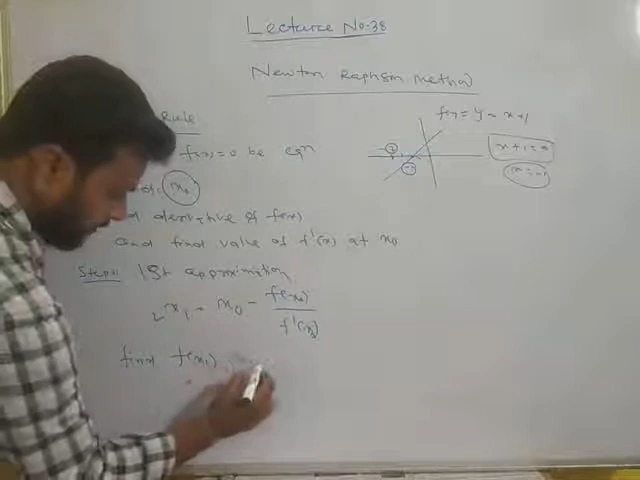 Lecture No-38
Newton Raphson method
Rule
f(x)=0 be eqn
x0
derivative of f(x)
and find value of f'(x) at x0
Step 1st approximation
x1 = x0 - f(x0) / f'(x0)
find f(x1)
f(x) = y = x+1
x+1=0
x=-1